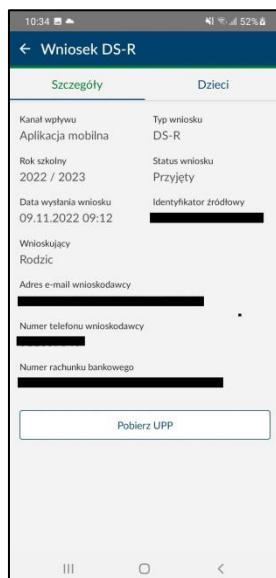 10:34 52%
← Wniosek DS-R
Szczegóły Dzieci
Kanał wpływu Typ wniosku
Aplikacja mobilna DS-R
Rok szkolny Status wniosku
2022 / 2023 Przyjęty
Data wysłania wniosku Identyfikator źródłowy
09.11.2022 09:12
Wnioskujący
Rodzic
Adres e-mail wnioskodawcy
Numer telefonu wnioskodawcy
Numer rachunku bankowego
Pobierz UPP